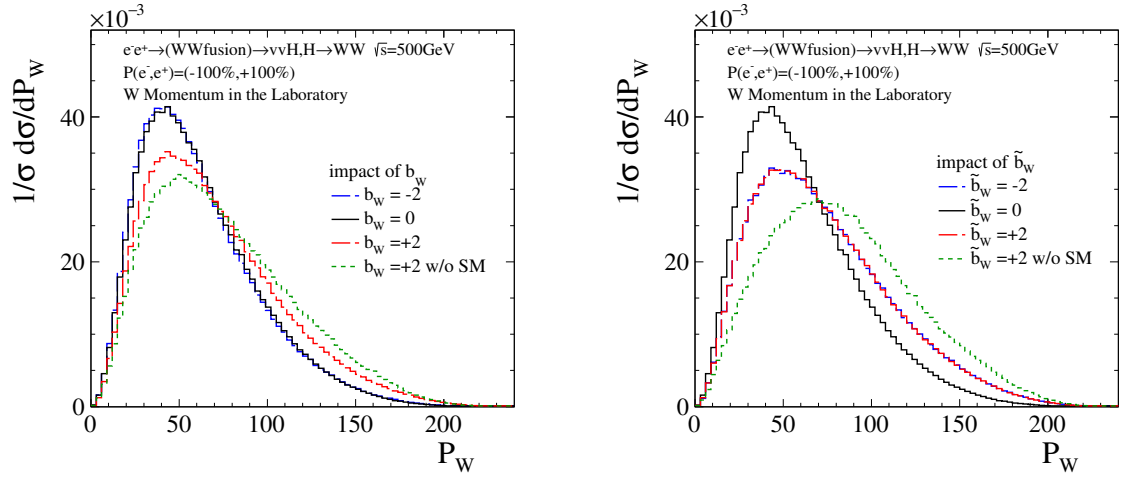 ×10⁻³
e⁻e⁺→(WWfusion)→ννH,H→WW √s=500GeV
P(e⁻,e⁺)=(-100%,+100%)
W Momentum in the Laboratory
1/σ dσ/dP_W
40
20
0
impact of b_W
b_W = -2
b_W = 0
b_W = +2
b_W = +2 w/o SM
0 50 100 150 200
P_W
×10⁻³
e⁻e⁺→(WWfusion)→ννH,H→WW √s=500GeV
P(e⁻,e⁺)=(-100%,+100%)
W Momentum in the Laboratory
1/σ dσ/dP_W
40
20
0
impact of b̃_W
b̃_W = -2
b̃_W = 0
b̃_W = +2
b̃_W = +2 w/o SM
0 50 100 150 200
P_W